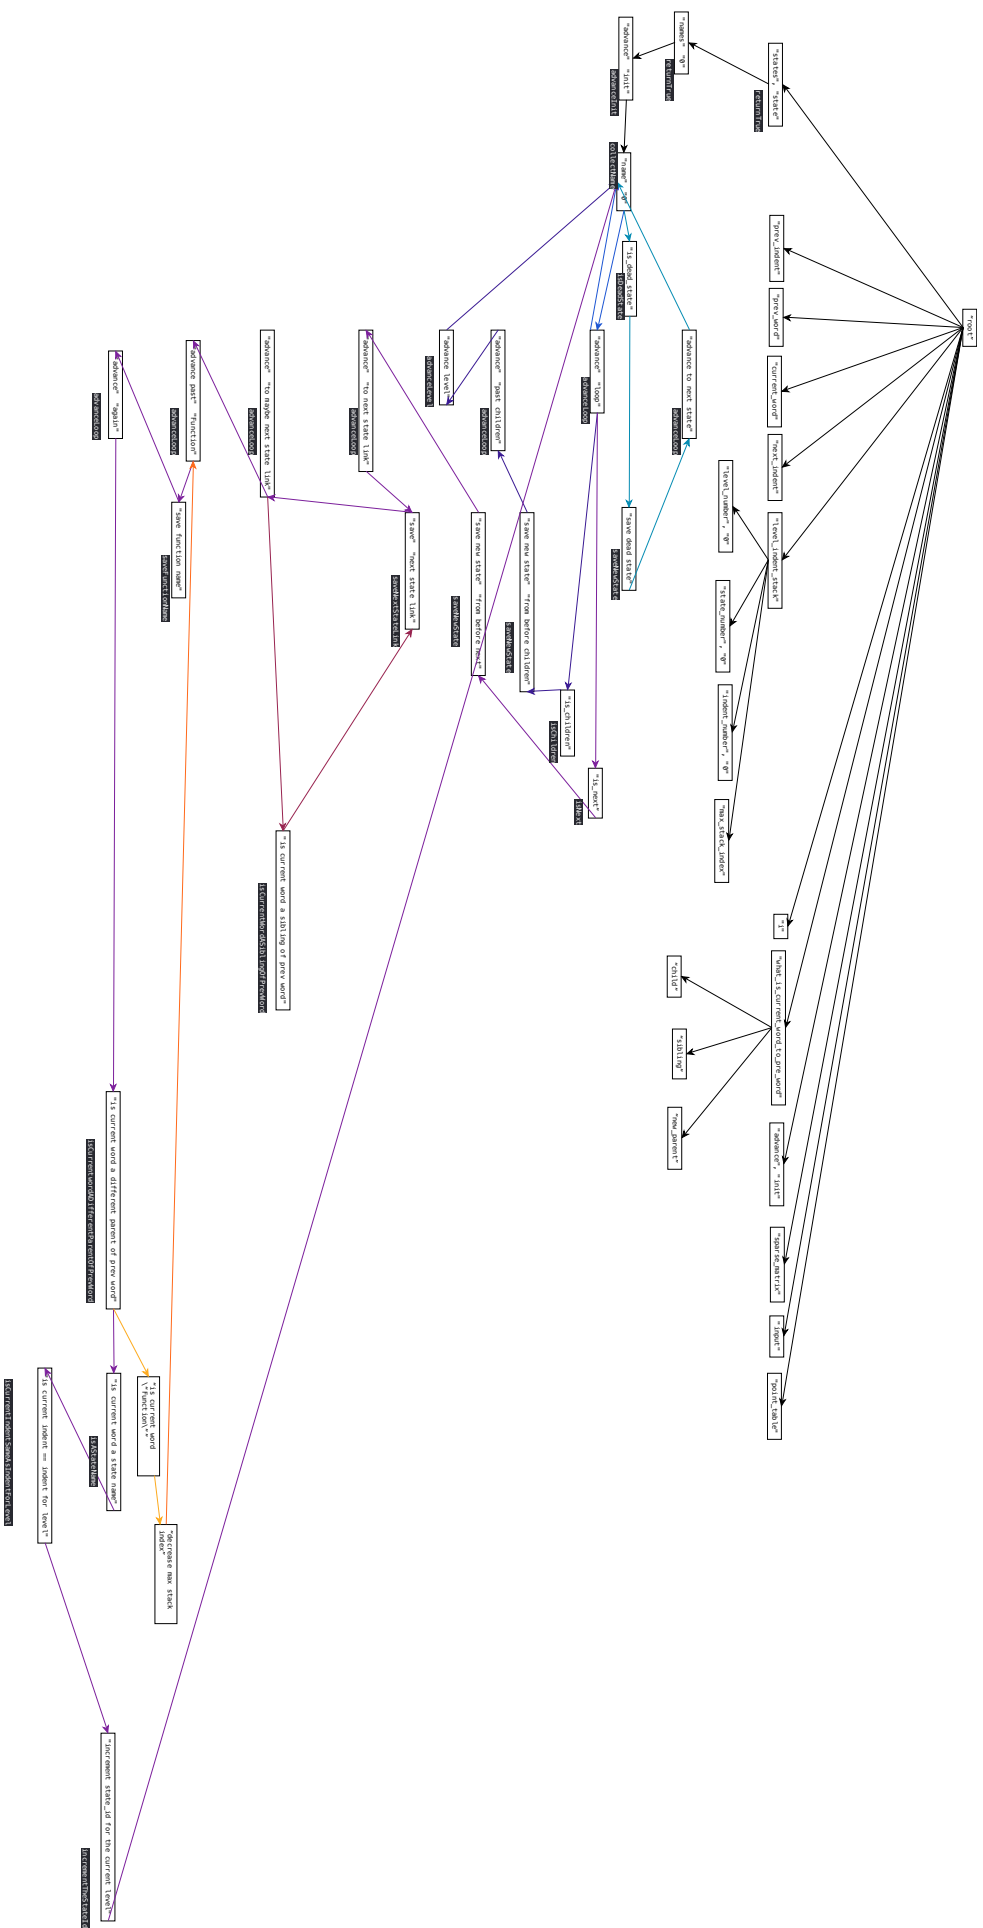 "root"
"states", "state"
returnTrue
"names" "0"
returnTrue
"advance" "init"
advanceInit
"name" "0"
collectName
"is_dead_state"
isDeadState
"advance to next state"
advanceLoop
"save dead state"
saveNewState
"advance" "loop"
advanceLoop
"is_children"
isChildren
"is_next"
isNext
"save new state" "from before children"
saveNewState
"advance" "past children"
advanceLoop
"advance level"
advanceLevel
"save new state" "from before next"
saveNewState
"advance" "to next state link"
advanceLoop
"save" "next state link"
saveNextStateLink
"advance" "to maybe next state link"
advanceLoop
"is current word a sibling of prev word"
isCurrentWordASiblingOfPrevWord
"advance past" "Function"
advanceLoop
"save function name"
saveFunctionName
"advance" "again"
advanceLoop
"is current word a different parent of prev word"
isCurrentWordADifferentParentOfPrevWord
"is current word
\"Function\""
"decrease max stack
index"
"is current word a state name"
isAStateName
"is current indent == indent for level"
isCurrentIndentSameAsIndentForLevel
"increment state_id for the current level"
incrementTheStateId
"prev_indent"
"prev_word"
"current_word"
"next_indent"
"level_indent_stack"
"level_number", "0"
"state_number", "0"
"indent_number", "0"
"max_stack_index"
"i"
"what_is_current_word_to_pre_word"
"child"
"sibling"
"new_parent"
"advance", "init"
"sparse_matrix"
"input"
"point_table"